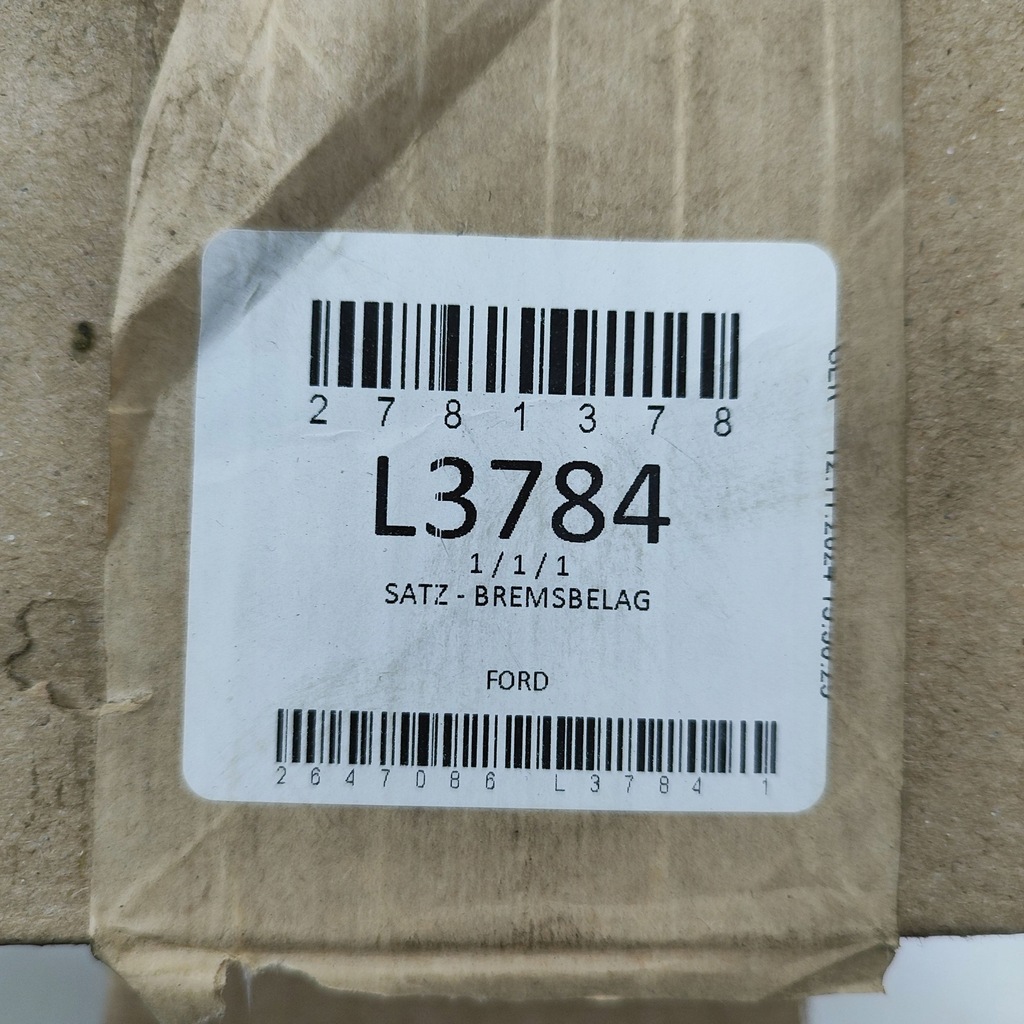 2781378
L3784
1/1/1
SATZ - BREMSBELAG
FORD
2647086 L3784 1